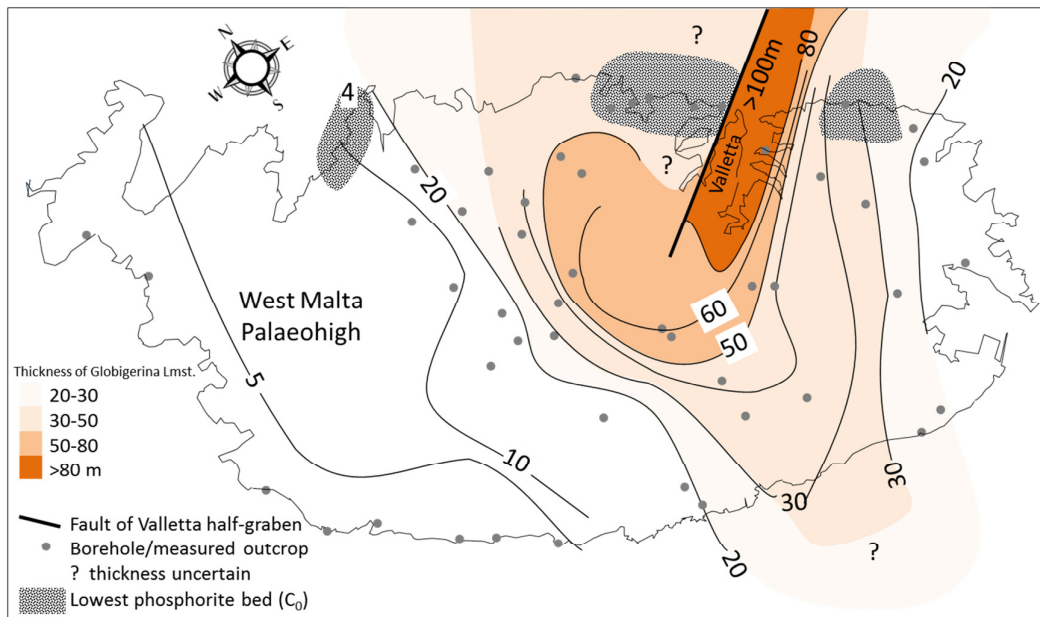 N
E
W
S
?
80
20
4
>100m
Valletta
20
?
West Malta
Palaeohigh
60
50
5
Thickness of Globigerina Lmst.
20-30
30-50
50-80
>80 m
10
30
30
20
?
Fault of Valletta half-graben
Borehole/measured outcrop
? thickness uncertain
Lowest phosphorite bed (C₀)